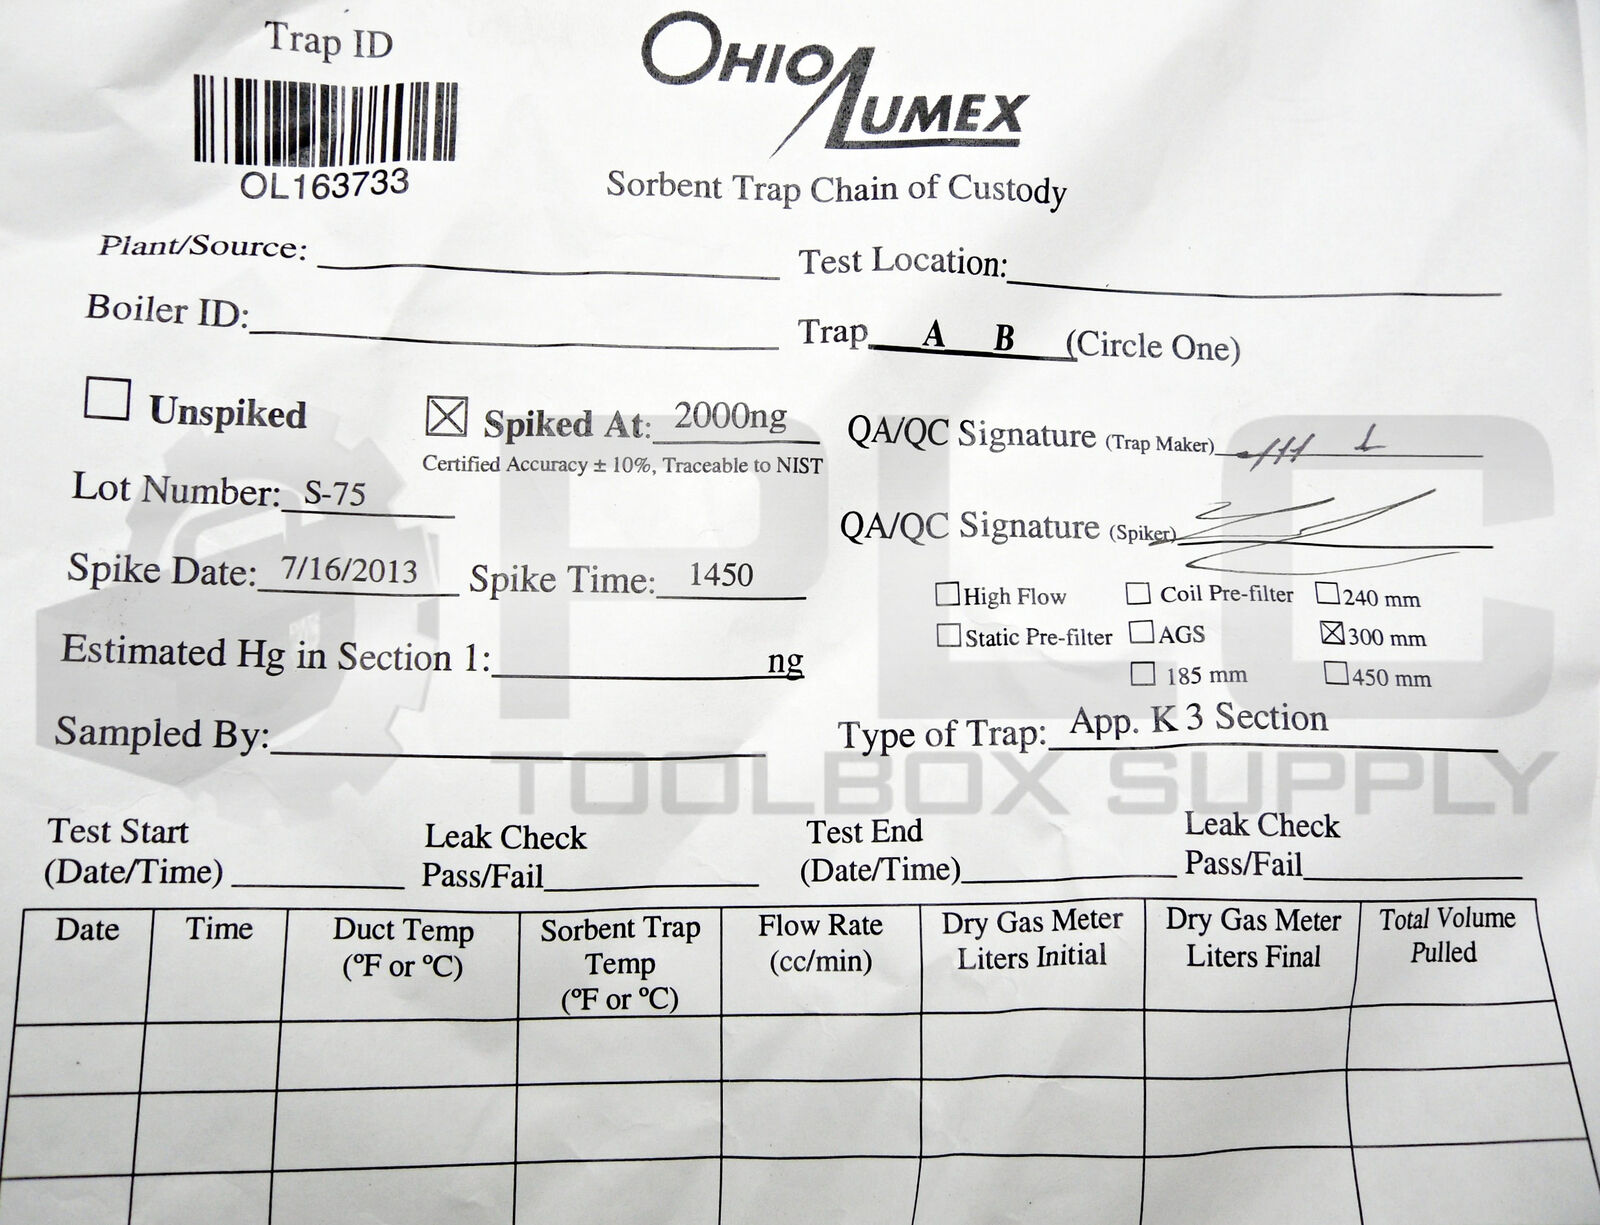 Trap ID
OL163733
OHIO LUMEX
Sorbent Trap Chain of Custody
Plant/Source:
Test Location:
Boiler ID:
Trap A B (Circle One)
Unspiked
Spiked At: 2000ng
Certified Accuracy ± 10%, Traceable to NIST
QA/QC Signature (Trap Maker)
Lot Number: S-75
QA/QC Signature (Spiker)
Spike Date: 7/16/2013 Spike Time: 1450
High Flow Coil Pre-filter 240 mm
Static Pre-filter AGS 300 mm
185 mm 450 mm
Estimated Hg in Section 1: ng
Sampled By:
Type of Trap: App. K 3 Section
PLC
TOOLBOX SUPPLY
Test Start
(Date/Time)
Leak Check
Pass/Fail
Test End
(Date/Time)
Leak Check
Pass/Fail
Date
Time
Duct Temp
(ºF or ºC)
Sorbent Trap
Temp
(ºF or ºC)
Flow Rate
(cc/min)
Dry Gas Meter
Liters Initial
Dry Gas Meter
Liters Final
Total Volume
Pulled